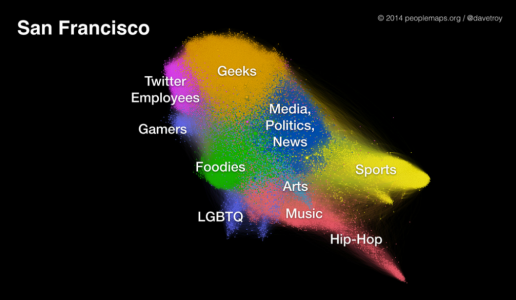 San Francisco
© 2014 peoplemaps.org / @davetroy
Geeks
Twitter
Employees
Media,
Politics,
News
Gamers
Foodies
Sports
Arts
LGBTQ
Music
Hip-Hop